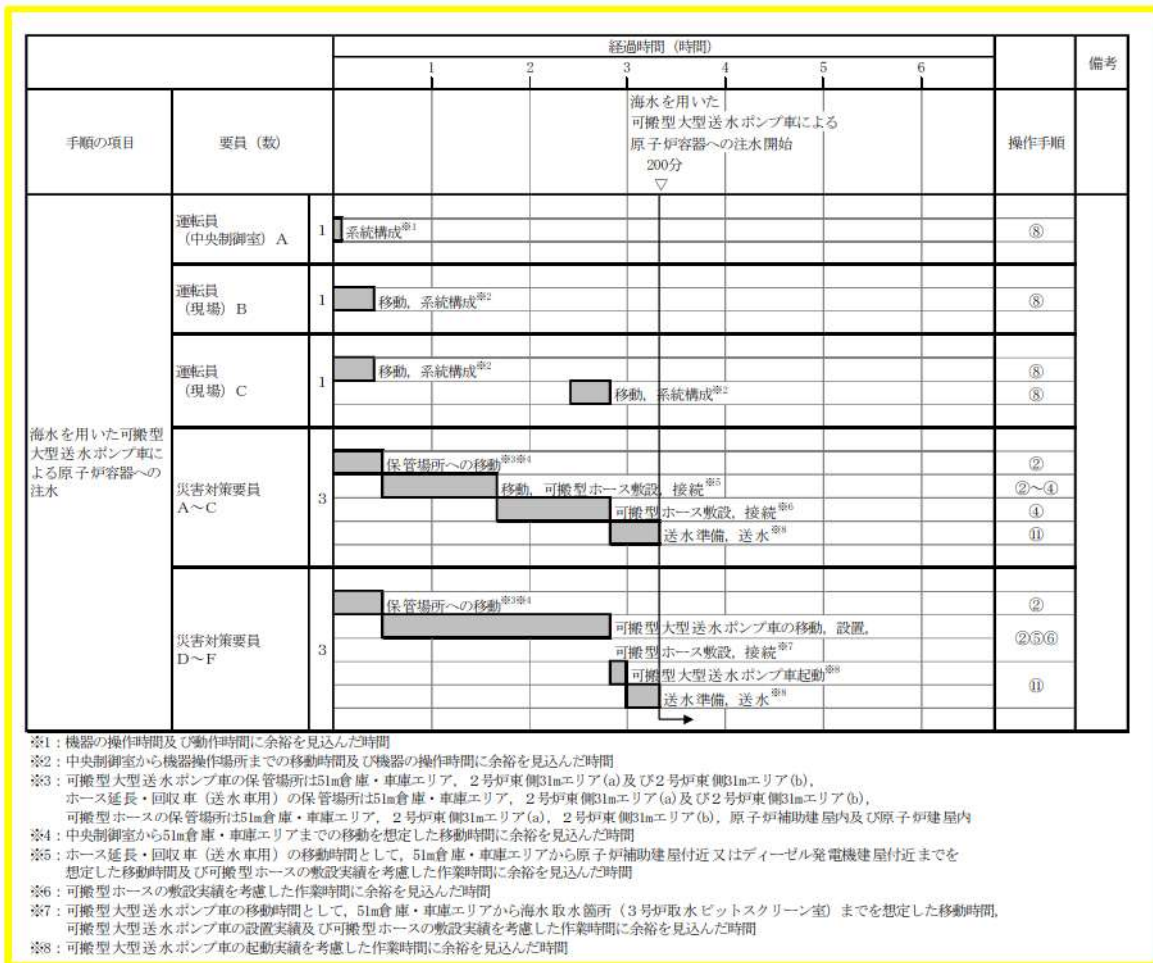 経過時間（時間）
備考
1 2 3 4 5 6
手順の項目
要員（数）
海水を用いた
可搬型大型送水ポンプ車による
原子炉容器への注水開始
200分
▽
操作手順
海水を用いた可搬型
大型送水ポンプ車に
よる原子炉容器への
注水
運転員
（中央制御室）A
1
系統構成※1
⑧
運転員
（現場）B
1
移動，系統構成※2
⑧
運転員
（現場）C
1
移動，系統構成※2
⑧
移動，系統構成※2
⑧
災害対策要員
A～C
3
保管場所への移動※3※4
②
移動，可搬型ホース敷設，接続※5
②～④
可搬型ホース敷設，接続※6
④
送水準備，送水※8
⑪
災害対策要員
D～F
3
保管場所への移動※3※4
②
可搬型大型送水ポンプ車の移動，設置，
可搬型ホース敷設，接続※7
②⑤⑥
可搬型大型送水ポンプ車起動※8
送水準備，送水※8
⑪
※1：機器の操作時間及び動作時間に余裕を見込んだ時間
※2：中央制御室から機器操作場所までの移動時間及び機器の操作時間に余裕を見込んだ時間
※3：可搬型大型送水ポンプ車の保管場所は51m倉庫・車庫エリア，２号炉東側31mエリア(a)及び２号炉東側31mエリア(b)，
ホース延長・回収車（送水車用）の保管場所は51m倉庫・車庫エリア，２号炉東側31mエリア(a)及び２号炉東側31mエリア(b)，
可搬型ホースの保管場所は51m倉庫・車庫エリア，２号炉東側31mエリア(a)，２号炉東側31mエリア(b)，原子炉補助建屋内及び原子炉建屋内
※4：中央制御室から51m倉庫・車庫エリアまでの移動を想定した移動時間に余裕を見込んだ時間
※5：ホース延長・回収車（送水車用）の移動時間として，51m倉庫・車庫エリアから原子炉補助建屋付近又はディーゼル発電機建屋付近までを
想定した移動時間及び可搬型ホースの敷設実績を考慮した作業時間に余裕を見込んだ時間
※6：可搬型ホースの敷設実績を考慮した作業時間に余裕を見込んだ時間
※7：可搬型大型送水ポンプ車の移動時間として，51m倉庫・車庫エリアから海水取水箇所（３号炉取水ピットスクリーン室）までを想定した移動時間，
可搬型大型送水ポンプ車の設置実績及び可搬型ホースの敷設実績を考慮した作業時間に余裕を見込んだ時間
※8：可搬型大型送水ポンプ車の起動実績を考慮した作業時間に余裕を見込んだ時間